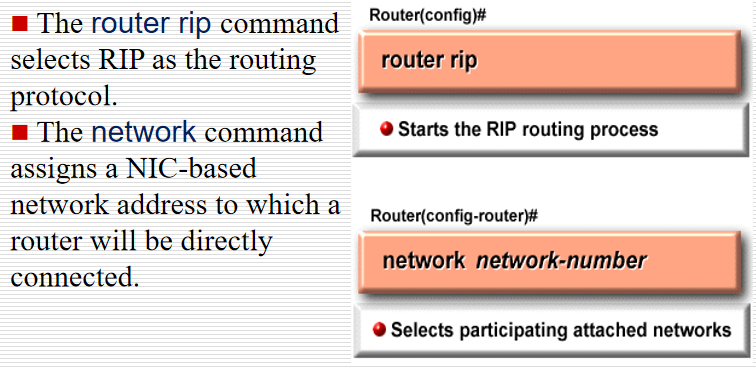 ■ The router rip command
selects RIP as the routing
protocol.
■ The network command
assigns a NIC-based
network address to which a
router will be directly
connected.
Router(config)#
router rip
Starts the RIP routing process
Router(config-router)#
network network-number
Selects participating attached networks